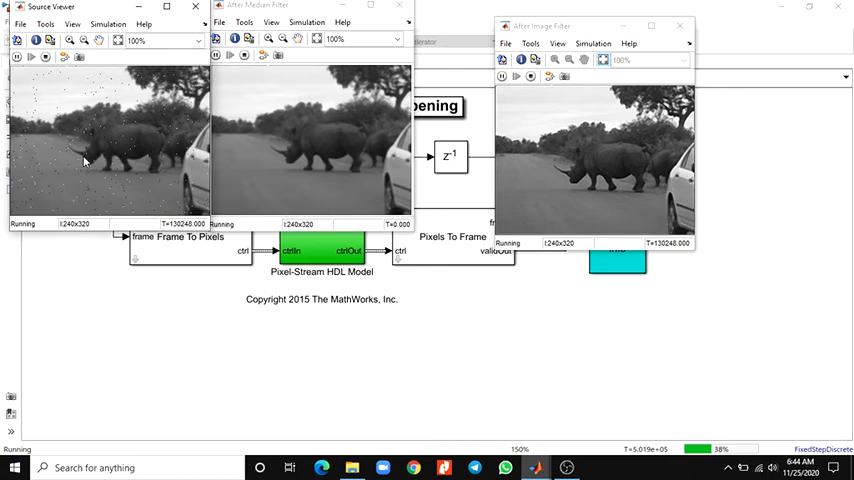 Source Viewer
File Tools View Simulation Help
100%
Running I:240x320 T=130248.000
After Median Filter
File Tools View Simulation Help
100%
I:240x320 T=0.000
After Image Filter
File Tools View Simulation Help
100%
Running I:240x320 T=130248.000
pening
Z-1
frame Frame To Pixels
ctrl
ctrlIn ctrlOut
Pixel-Stream HDL Model
ctrl
Pixels To Frame
validOut
Copyright 2015 The MathWorks, Inc.
Running 150% T=5.019e+05 38% FixedStepDiscrete
Search for anything
6:44 AM
11/25/2020